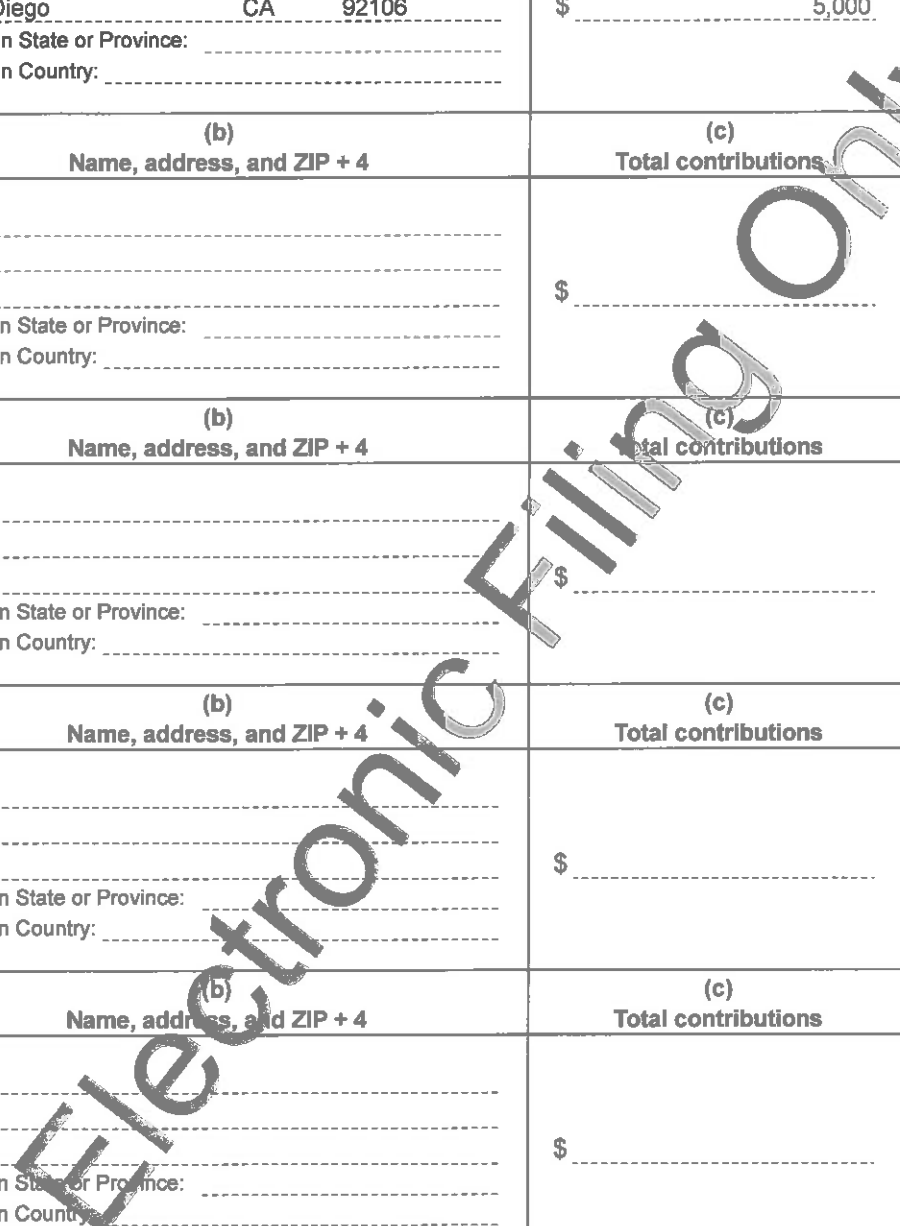 Diego CA 92106 $ 5,000
n State or Province:
n Country:
(b) (c)
Name, address, and ZIP + 4 Total contributions
$
n State or Province:
n Country:
(b) (c)
Name, address, and ZIP + 4 Total contributions
$
n State or Province:
n Country:
(b) (c)
Name, address, and ZIP + 4 Total contributions
$
n State or Province:
n Country:
(b) (c)
Name, address, and ZIP + 4 Total contributions
$
n State or Province:
n Country:
Electronic Filing Onl